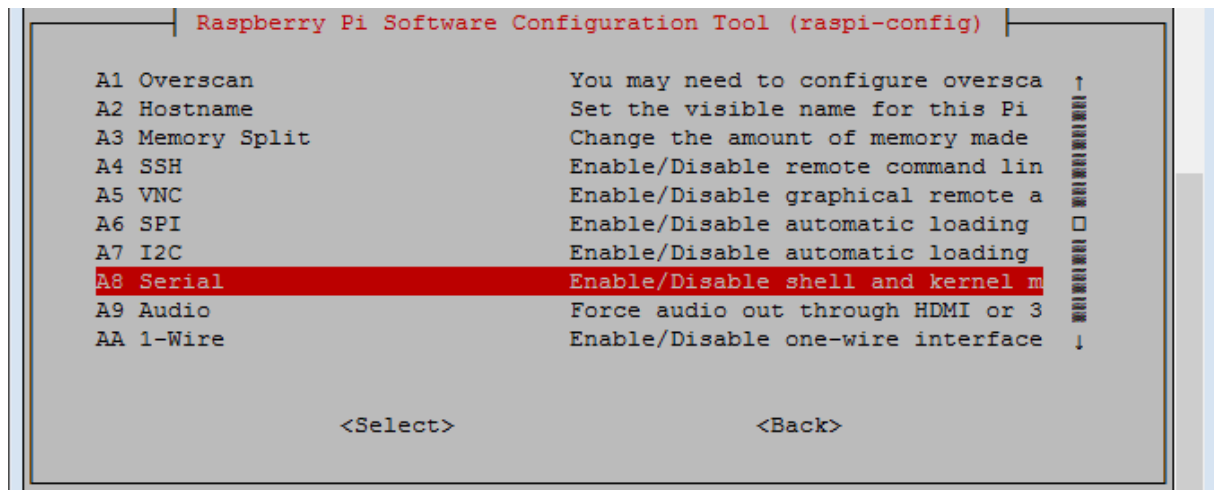 Raspberry Pi Software Configuration Tool (raspi-config)
A1 Overscan You may need to configure oversca
A2 Hostname Set the visible name for this Pi
A3 Memory Split Change the amount of memory made
A4 SSH Enable/Disable remote command lin
A5 VNC Enable/Disable graphical remote a
A6 SPI Enable/Disable automatic loading
A7 I2C Enable/Disable automatic loading
A8 Serial Enable/Disable shell and kernel m
A9 Audio Force audio out through HDMI or 3
AA 1-Wire Enable/Disable one-wire interface
<Select> <Back>